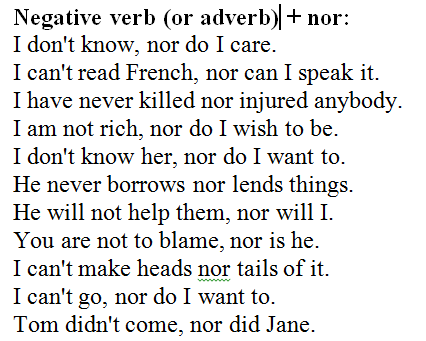 Negative verb (or adverb) + nor:
I don't know, nor do I care.
I can't read French, nor can I speak it.
I have never killed nor injured anybody.
I am not rich, nor do I wish to be.
I don't know her, nor do I want to.
He never borrows nor lends things.
He will not help them, nor will I.
You are not to blame, nor is he.
I can't make heads nor tails of it.
I can't go, nor do I want to.
Tom didn't come, nor did Jane.